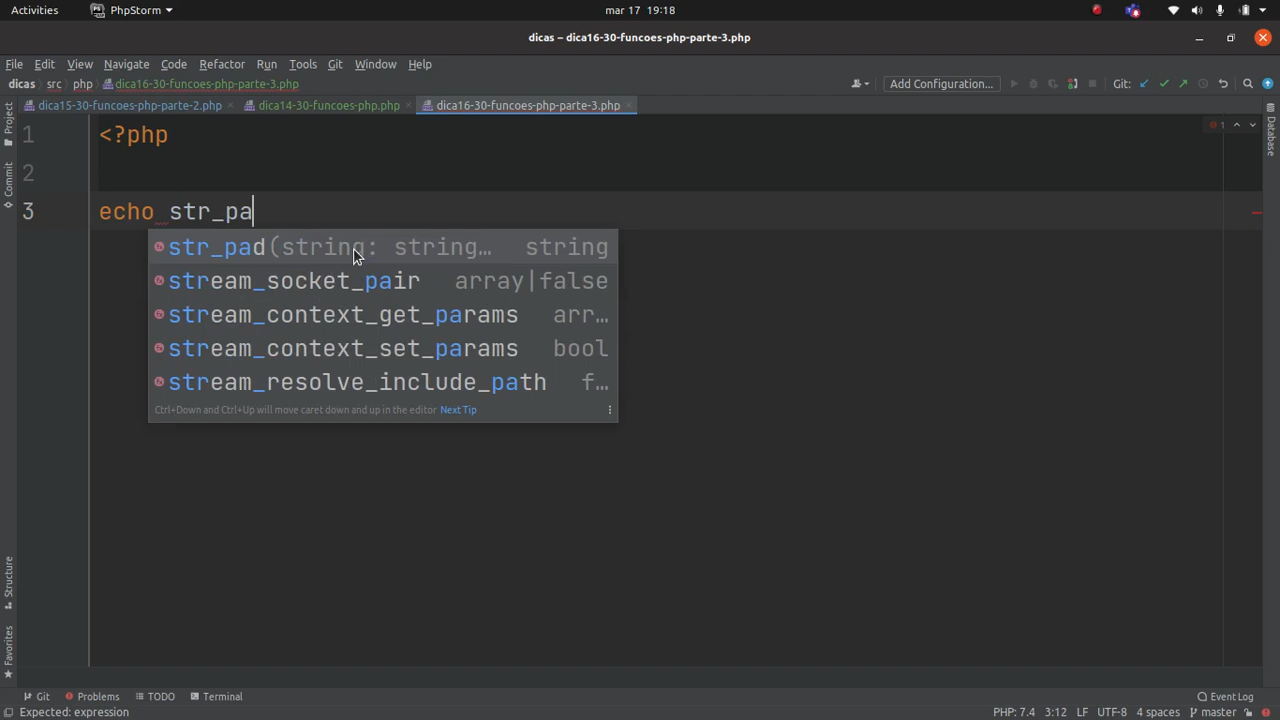 Activities PhpStorm mar 17 19:18
dicas – dica16-30-funcoes-php-parte-3.php
File Edit View Navigate Code Refactor Run Tools Git Window Help
dicas src php dica16-30-funcoes-php-parte-3.php Add Configuration... Git:
dica15-30-funcoes-php-parte-2.php dica14-30-funcoes-php.php dica16-30-funcoes-php-parte-3.php
Project
Commit
Structure
Favorites
Database
1 <?php
1
2
3 echo str_pa
str_pad(string: string… string
stream_socket_pair array|false
stream_context_get_params arr…
stream_context_set_params bool
stream_resolve_include_path f…
Ctrl+Down and Ctrl+Up will move caret down and up in the editor Next Tip
Git Problems TODO Terminal Event Log
Expected: expression PHP: 7.4 3:12 LF UTF-8 4 spaces master